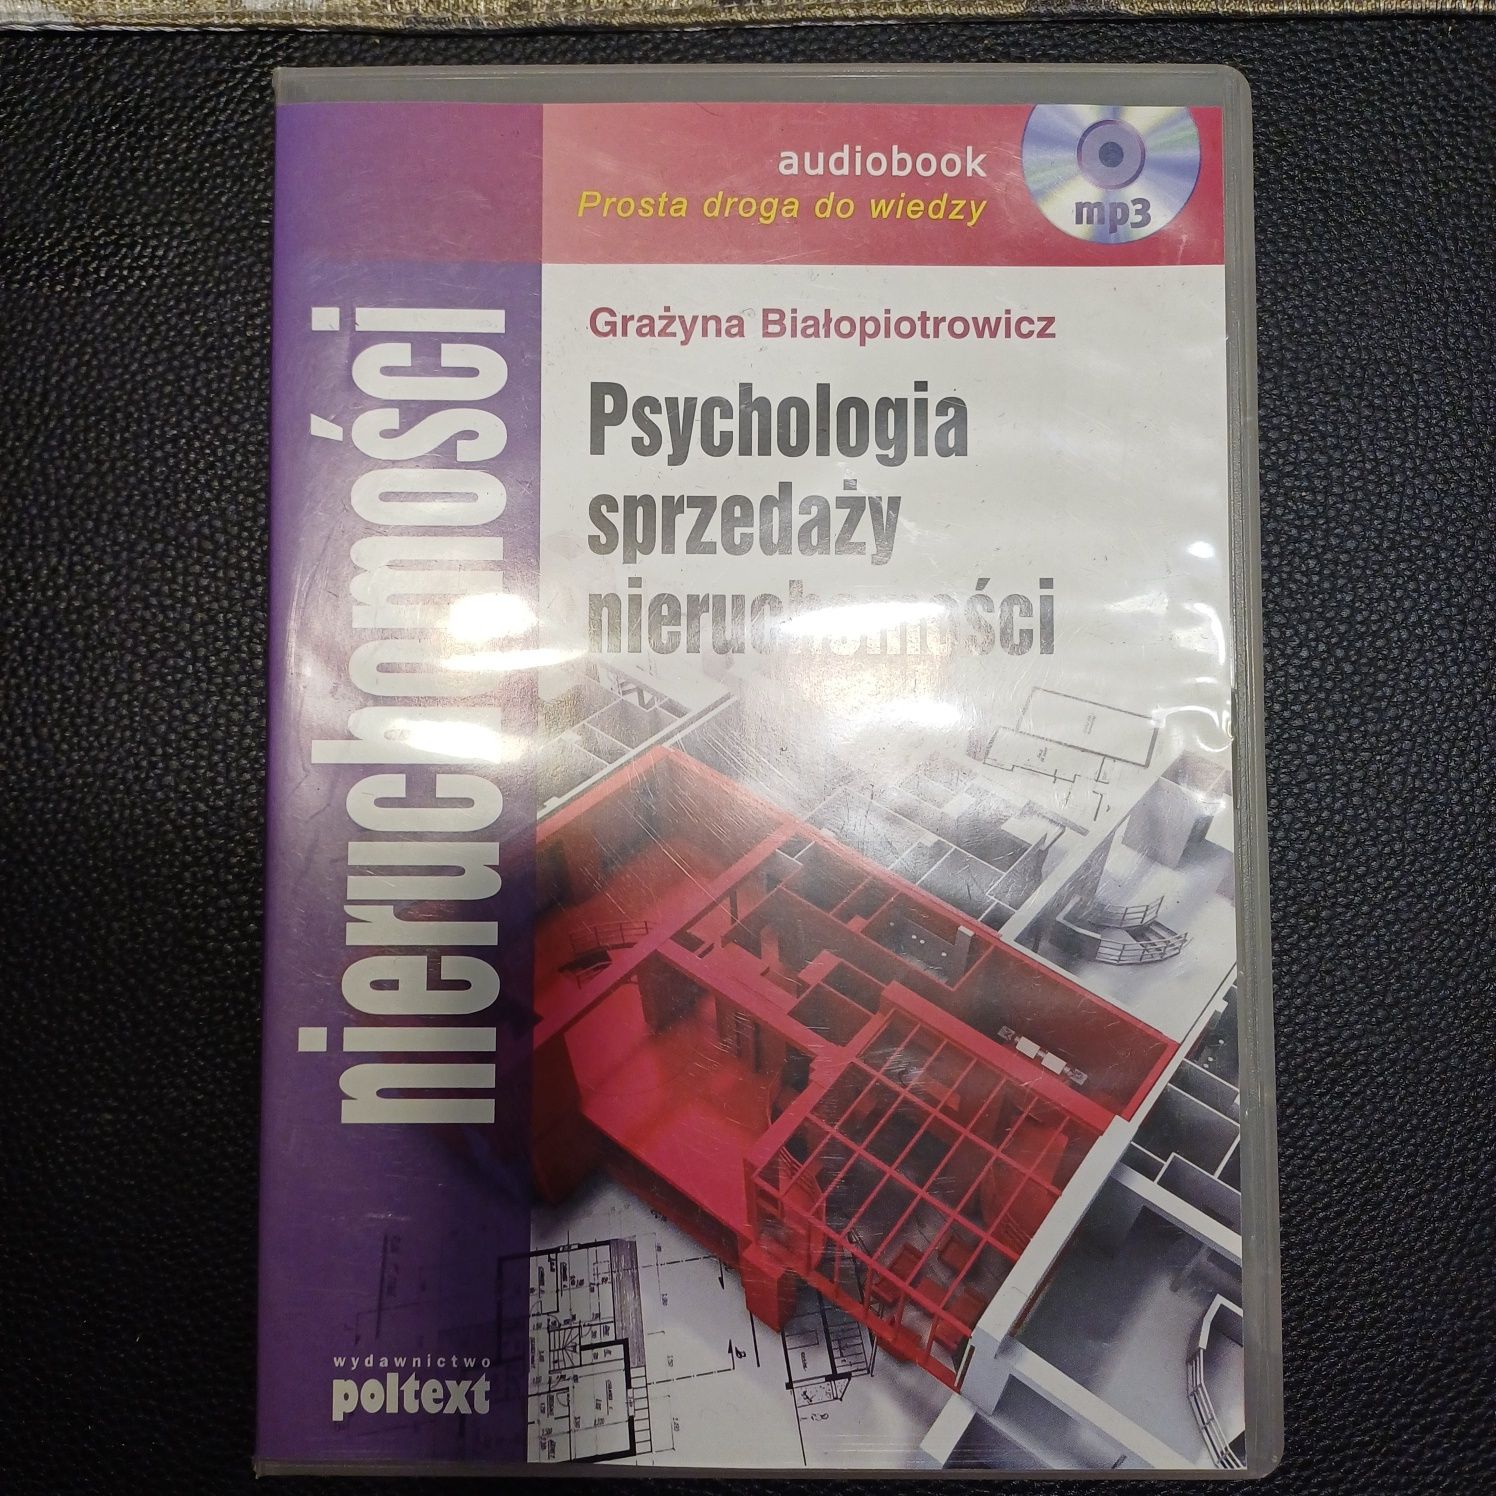 audiobook
Prosta droga do wiedzy
mp3
nieruchomości
Grażyna Białopiotrowicz
Psychologia
sprzedaży
nieruchomości
wydawnictwo
poltext